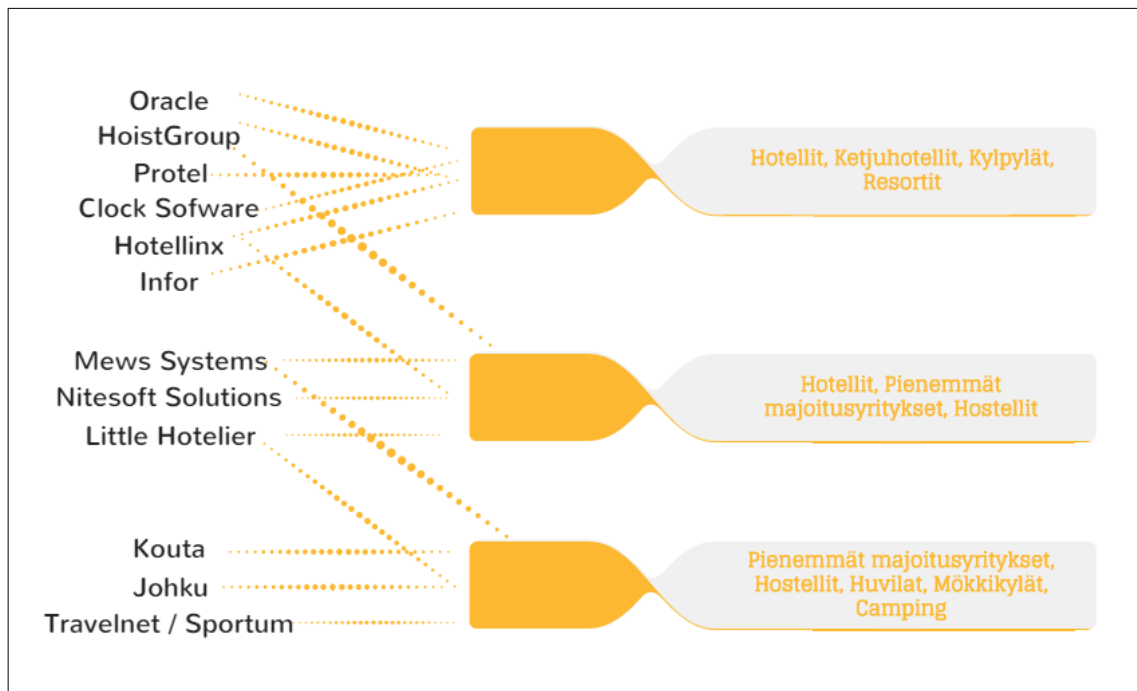 Oracle
HoistGroup
Protel
Clock Sofware
Hotellinx
Infor
Hotellit, Ketjuhotellit, Kylpylät,
Resortit
Mews Systems
Nitesoft Solutions
Little Hotelier
Hotellit, Pienemmät
majoitusyritykset, Hostellit
Kouta
Johku
Travelnet / Sportum
Pienemmät majoitusyritykset,
Hostellit, Huvilat, Mökkikylät,
Camping